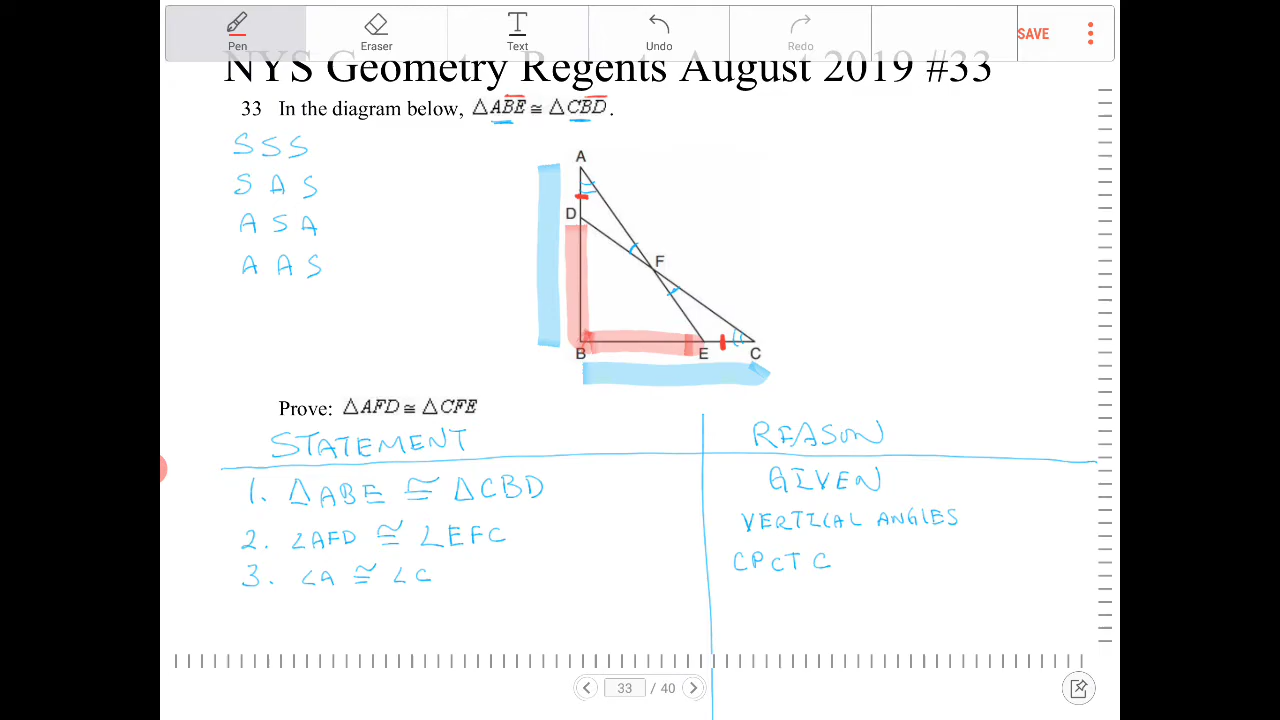 Pen Eraser Text Undo Redo SAVE
NYS Geometry Regents August 2019 #33
33 In the diagram below, △ABE ≅ △CBD.
SSS
SAS
ASA
AAS
A
D
F
B E C
Prove: △AFD ≅ △CFE
STATEMENT REASON
1. △ABE ≅ △CBD GIVEN
2. ∠AFD ≅ ∠EFC VERTICAL ANGLES
3. ∠A ≅ ∠C CPCTC
33 / 40